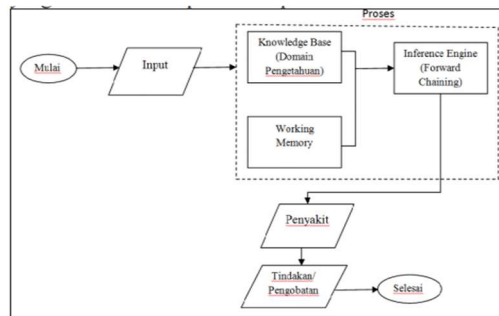 Proses
Mulai
Input
Knowledge Base
(Domain
Pengetahuan)
Inference Engine
(Forward
Chaining)
Working
Memory
Penyakit
Tindakan/
Pengobatan
Selesai